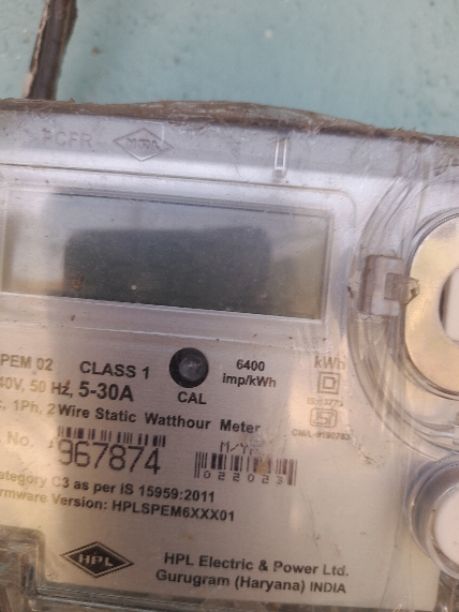 PCFR
PEM 02 CLASS 1 6400 kWh
40V, 50 Hz, 5-30A CAL imp/kWh
1Ph, 2 Wire Static Watthour Meter
No. 967874 M/Y
022023
ategory C3 as per IS 15959:2011
rmware Version: HPLSPEM6XXX01
HPL HPL Electric & Power Ltd.
Gurugram (Haryana) INDIA